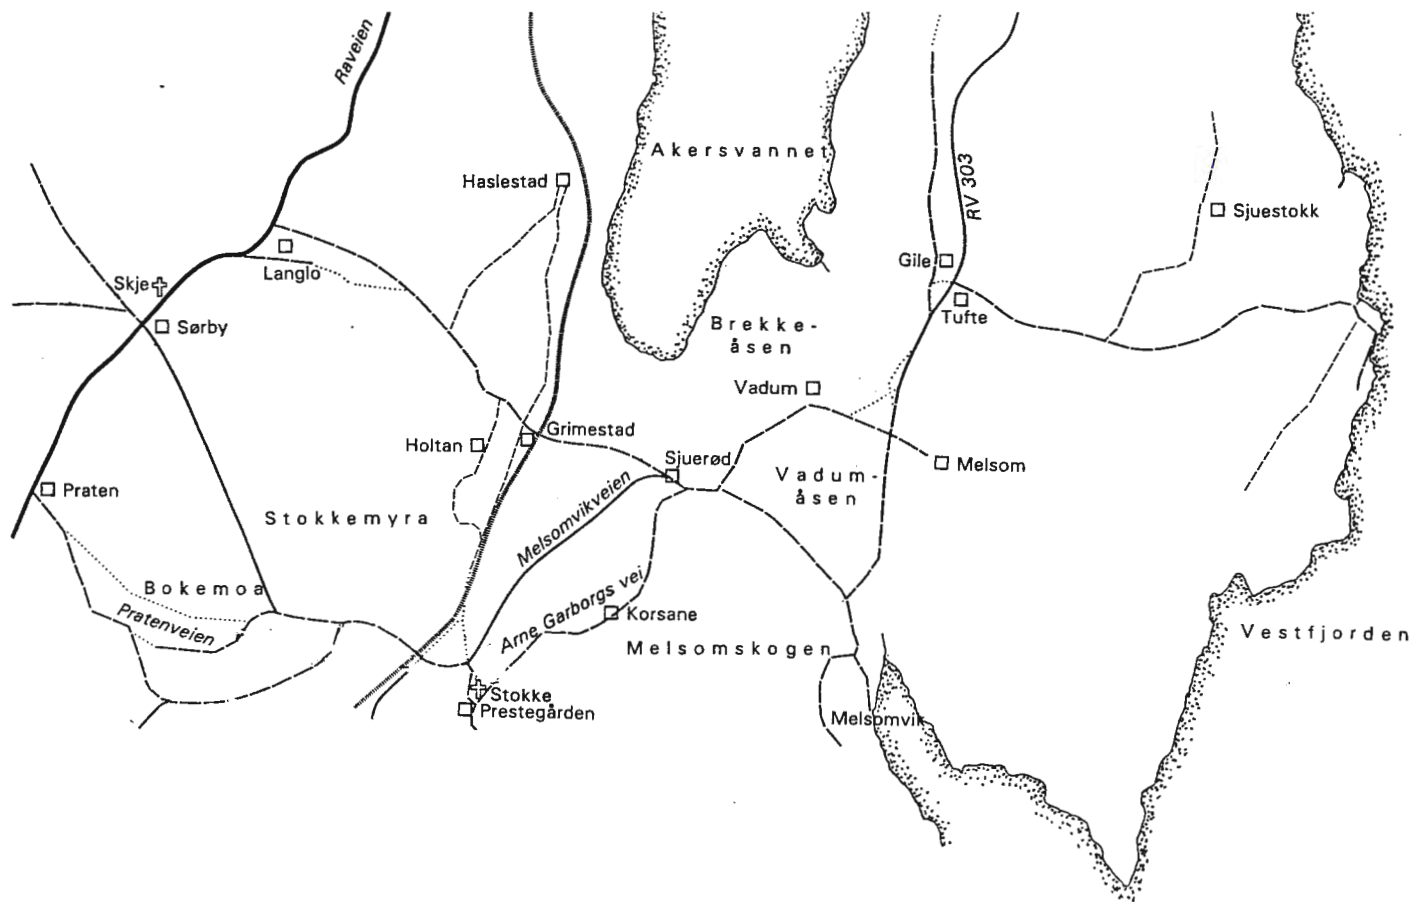 Raveien
Akersvannet
Haslestad
RV 303
Sjuestokk
Langlo
Gile
Skje
Sørby
Tufte
Brekke-
åsen
Vadum
Grimestad
Holtan
Sjuerød
Melsom
Vadum-
åsen
Praten
Stokkemyra
Melsomvikveien
Bokemoa
Pratenveien
Arne Garborgs vei
Korsane
Melsomskogen
Vestfjorden
Stokke
Prestegården
Melsomvik